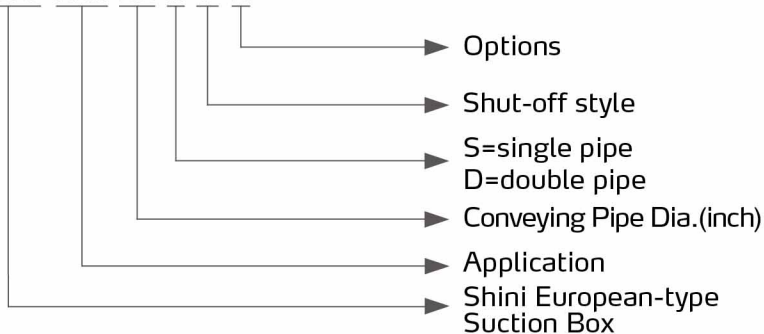 Options
Shut-off style
S=single pipe
D=double pipe
Conveying Pipe Dia.(inch)
Application
Shini European-type
Suction Box